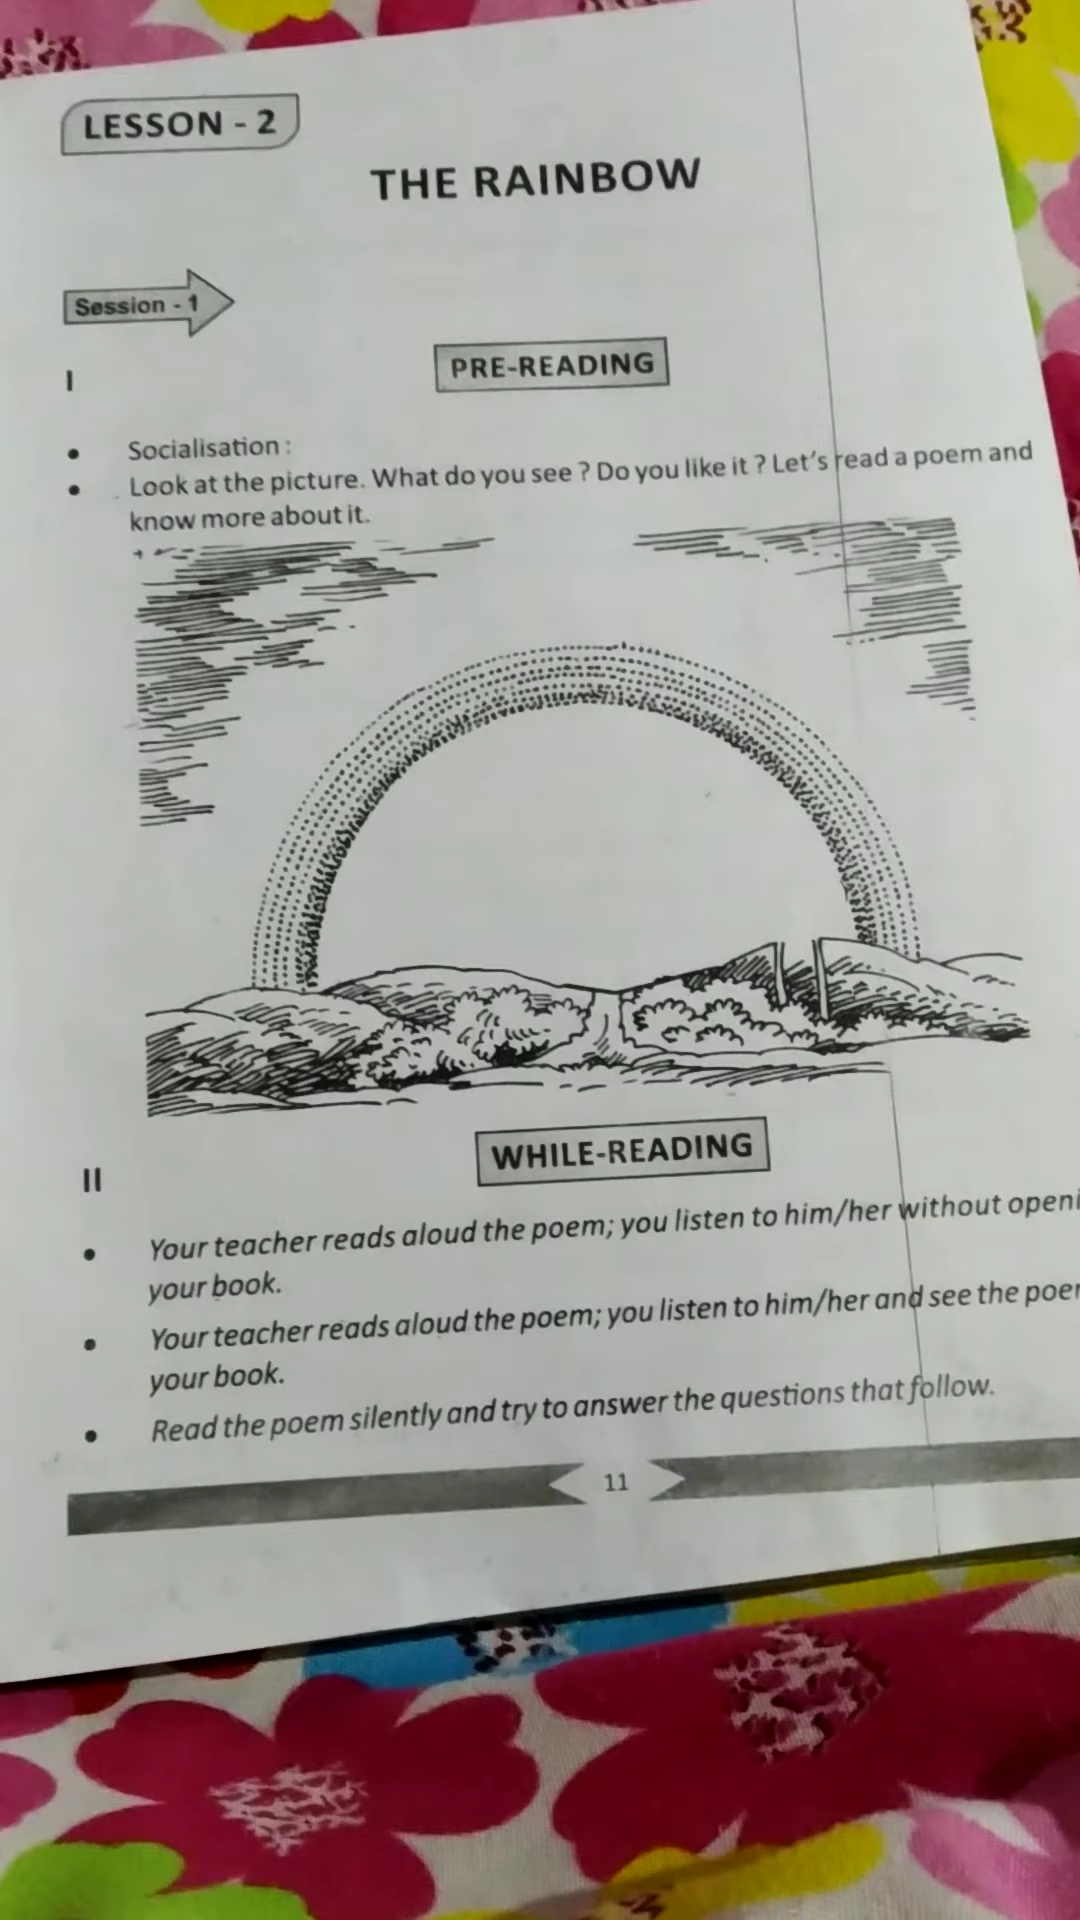 LESSON - 2
THE RAINBOW
Session - 1
I
PRE-READING
• Socialisation :
• Look at the picture. What do you see ? Do you like it ? Let's read a poem and
know more about it.
II
WHILE-READING
• Your teacher reads aloud the poem; you listen to him/her without openi
your book.
• Your teacher reads aloud the poem; you listen to him/her and see the poe
your book.
• Read the poem silently and try to answer the questions that follow.
11